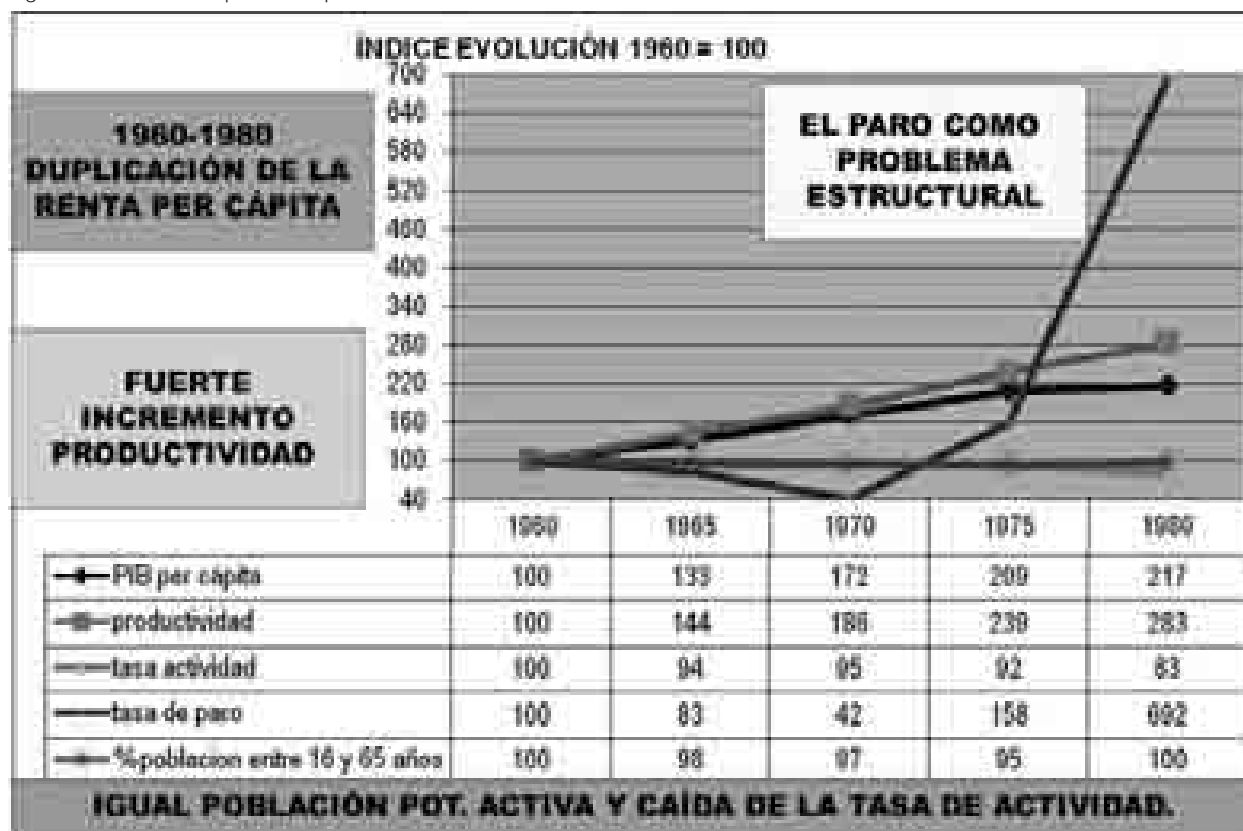 ÍNDICE EVOLUCIÓN 1960 = 100
1960-1980
DUPLICACIÓN DE LA
RENTA PER CÁPITA
FUERTE
INCREMENTO
PRODUCTIVIDAD
EL PARO COMO
PROBLEMA
ESTRUCTURAL
700
640
580
520
460
400
340
280
220
160
100
40
1960 1965 1970 1975 1980
PIB per cápita 100 133 172 209 217
productividad 100 144 186 239 283
tasa actividad 100 94 95 92 83
tasa de paro 100 83 42 158 692
%poblacion entre 16 y 65 años 100 98 97 95 100
IGUAL POBLACIÓN POT. ACTIVA Y CAÍDA DE LA TASA DE ACTIVIDAD.